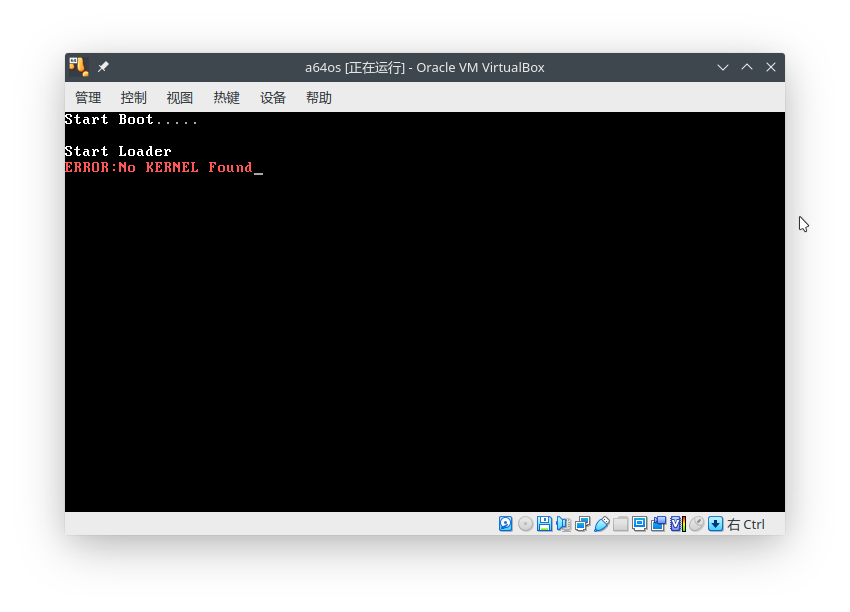 a64os [正在运行] - Oracle VM VirtualBox
管理 控制 视图 热键 设备 帮助
Start Boot.....
Start Loader
ERROR:No KERNEL Found_
右 Ctrl